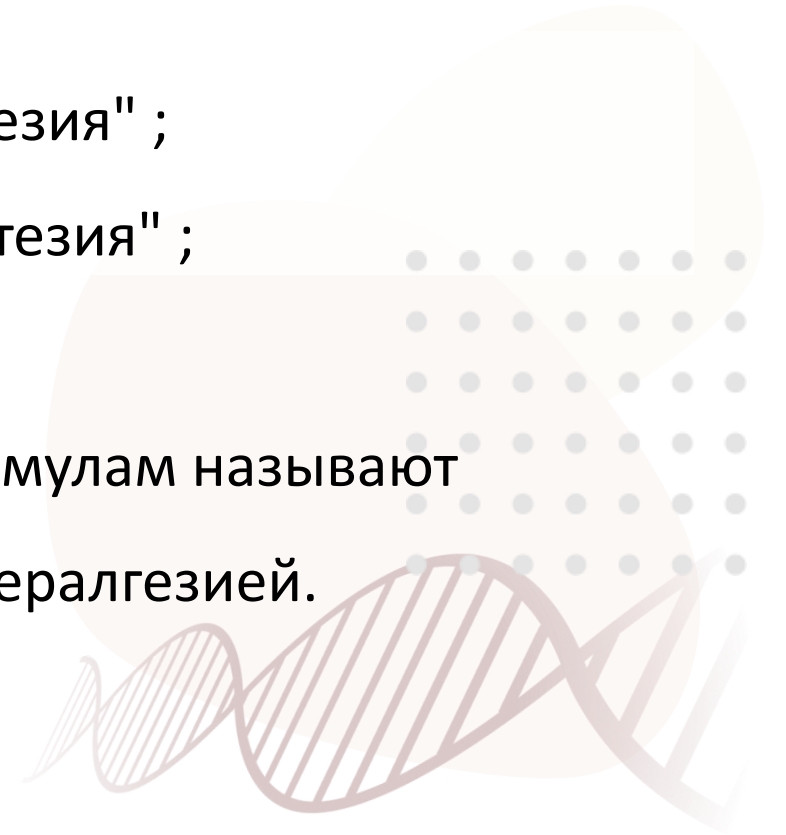 езия" ;
тезия" ;
мулам называют
ералгезией.